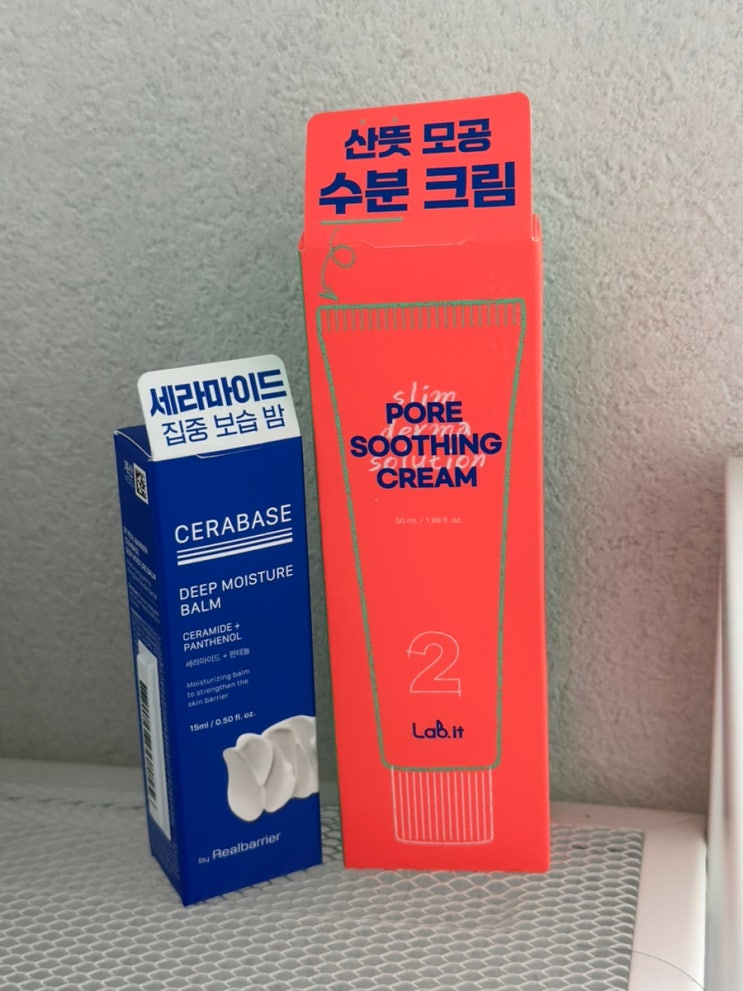 세라마이드
집중 보습 밤
CERABASE
DEEP MOISTURE
BALM
CERAMIDE +
PANTHENOL
세라마이드 + 판테놀
Moisturizing balm
to strengthen the
skin barrier
15ml / 0.50 fl. oz.
by Realbarrier
산뜻 모공
수분 크림
slim
derma
solution
PORE
SOOTHING
CREAM
50 mL / 1.69 fl. oz.
2
Lab.it